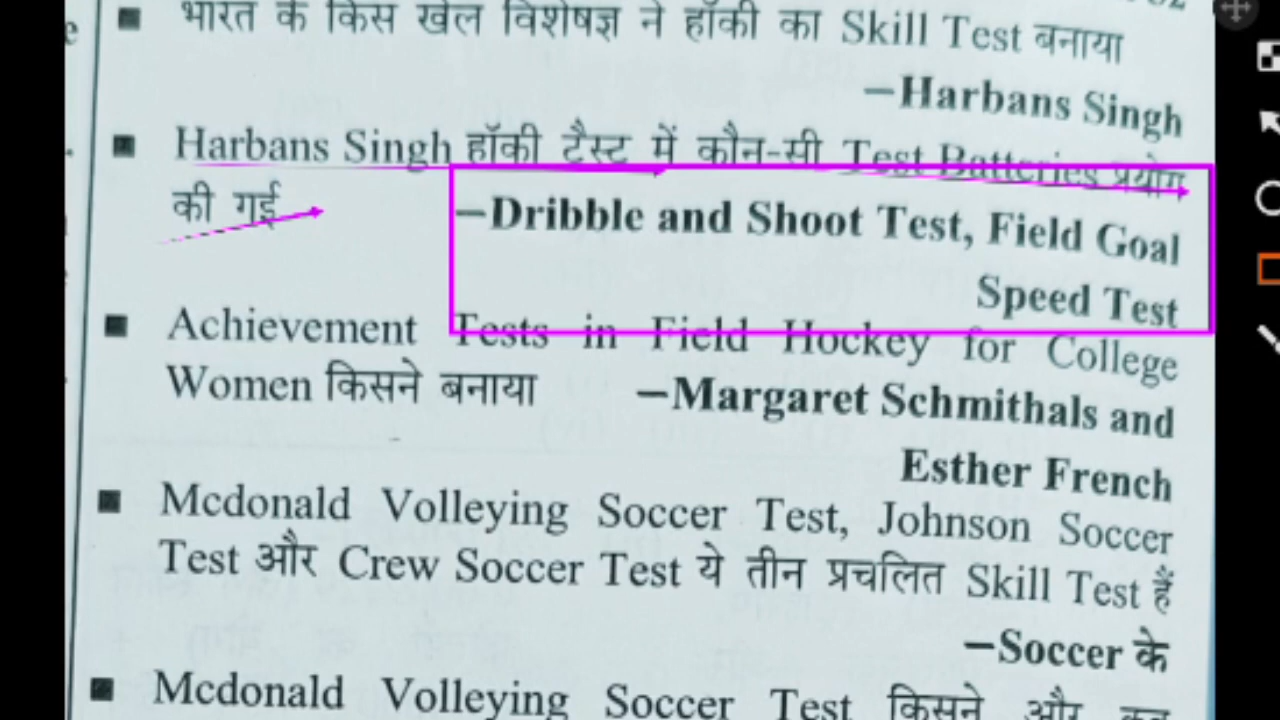 भारत के किस खेल विशेषज्ञ ने हॉकी का Skill Test बनाया
—Harbans Singh
Harbans Singh हॉकी टैस्ट में कौन-सी Test Batteries प्रयोग
की गई
—Dribble and Shoot Test, Field Goal
Speed Test
Achievement Tests in Field Hockey for College
Women किसने बनाया —Margaret Schmithals and
Esther French
Mcdonald Volleying Soccer Test, Johnson Soccer
Test और Crew Soccer Test ये तीन प्रचलित Skill Test हैं
—Soccer के
Mcdonald Volleying Soccer Test किसने और कब